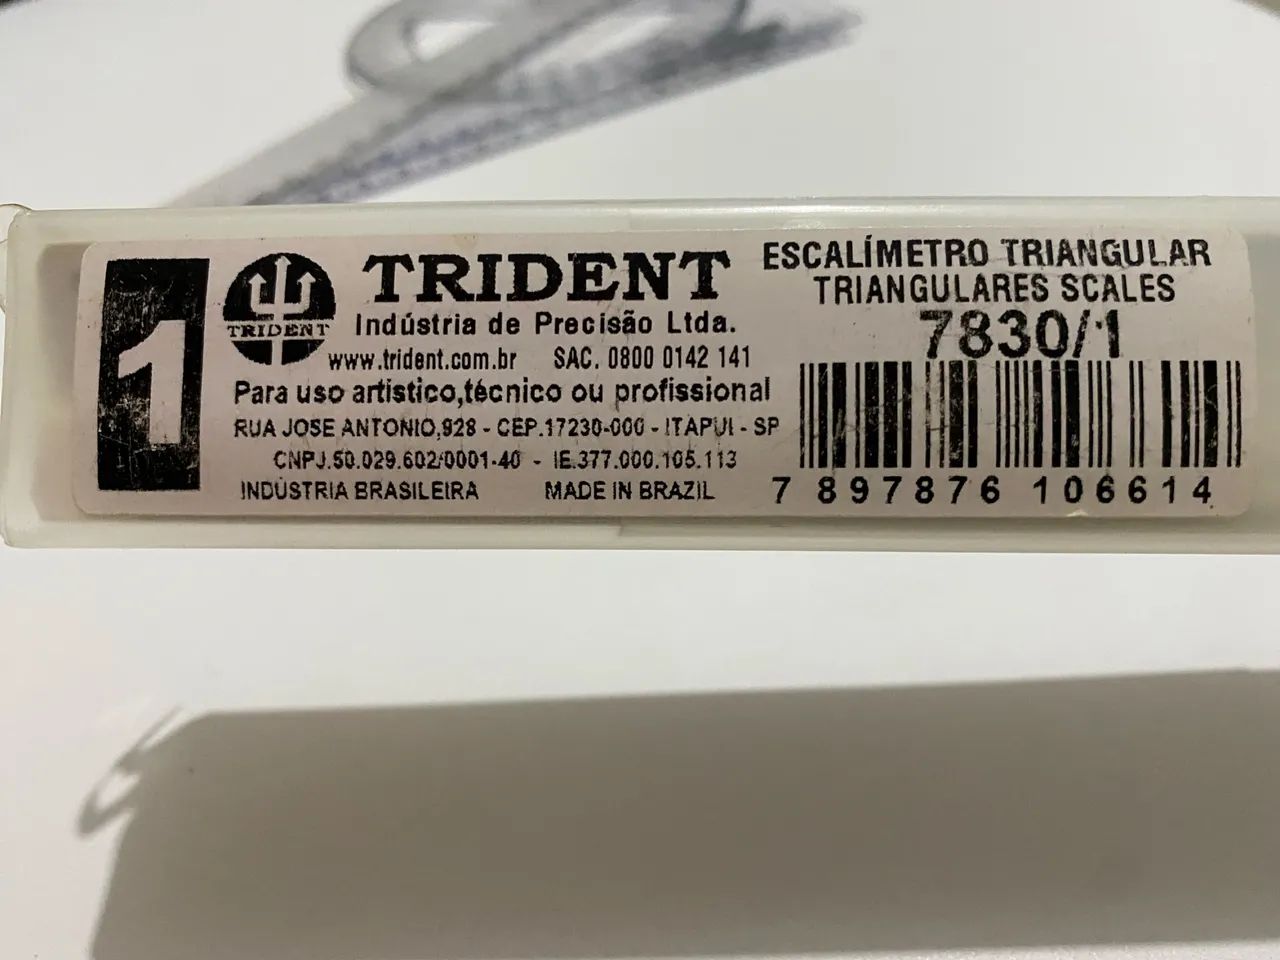 1
TRIDENT
TRIDENT
Indústria de Precisão Ltda.
www.trident.com.br SAC. 0800 0142 141
Para uso artistico,técnico ou profissional
RUA JOSE ANTONIO,928 - CEP.17230-000 - ITAPUI - SP
CNPJ.50.029.602/0001-40 - IE.377.000.105.113
INDÚSTRIA BRASILEIRA MADE IN BRAZIL
ESCALÍMETRO TRIANGULAR
TRIANGULARES SCALES
7830/1
7 897876 106614